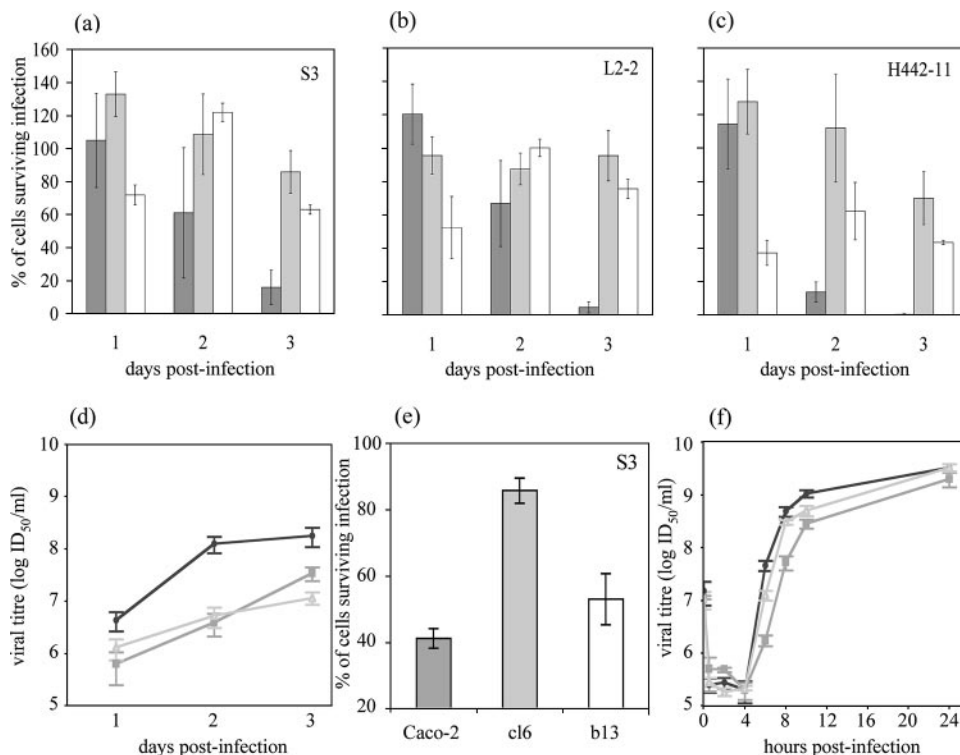 (a)
(b)
(c)
% of cells surviving infection
160
140
120
100
80
60
40
20
0
S3
L2-2
H442-11
1 2 3
1 2 3
1 2 3
days post-infection
days post-infection
days post-infection
(d)
(e)
(f)
viral titre (log ID50/ml)
10
9
8
7
6
5
1 2 3
days post-infection
% of cells surviving infection
100
80
60
40
20
S3
Caco-2 cl6 b13
viral titre (log ID50/ml)
10
9
8
7
6
5
0 4 8 12 16 20 24
hours post-infection